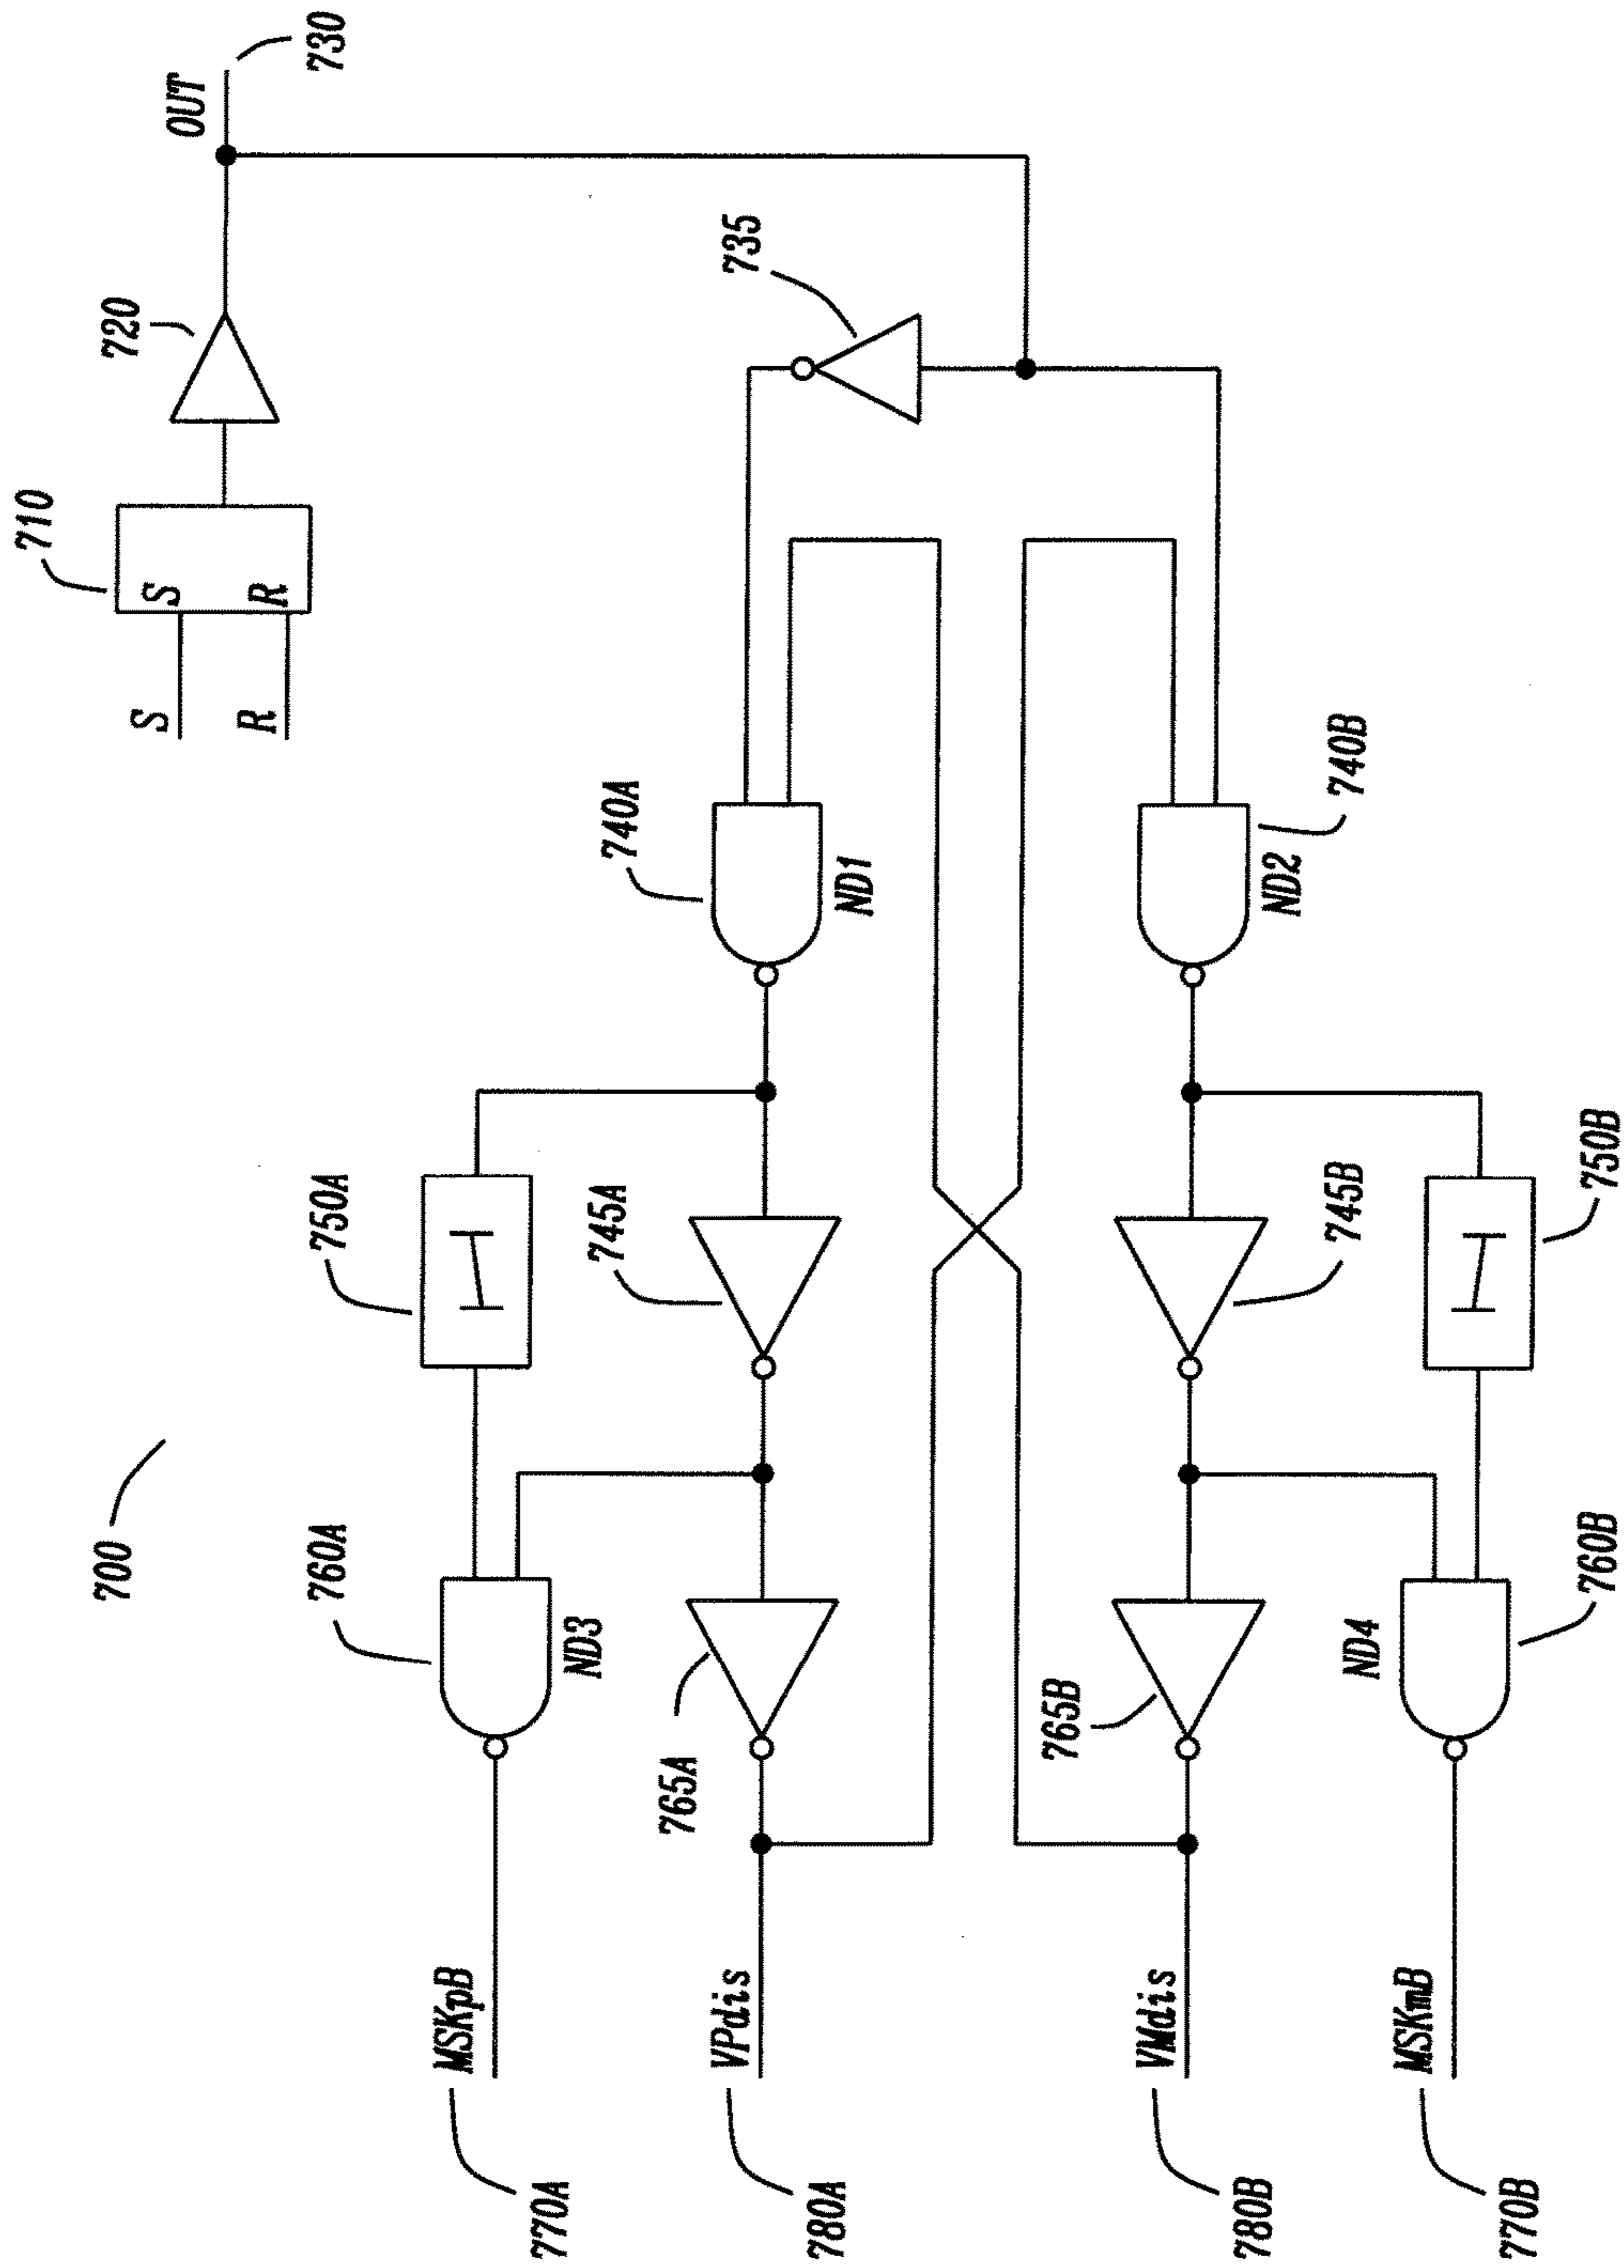 710
S
R
S
R
720
OUT
730
735
740A
ND1
740B
ND2
700
750A
745A
745B
750B
760A
ND3
765A
765B
ND4
760B
MSKpB
770A
VPdis
780A
VMdis
780B
MSKmB
770B